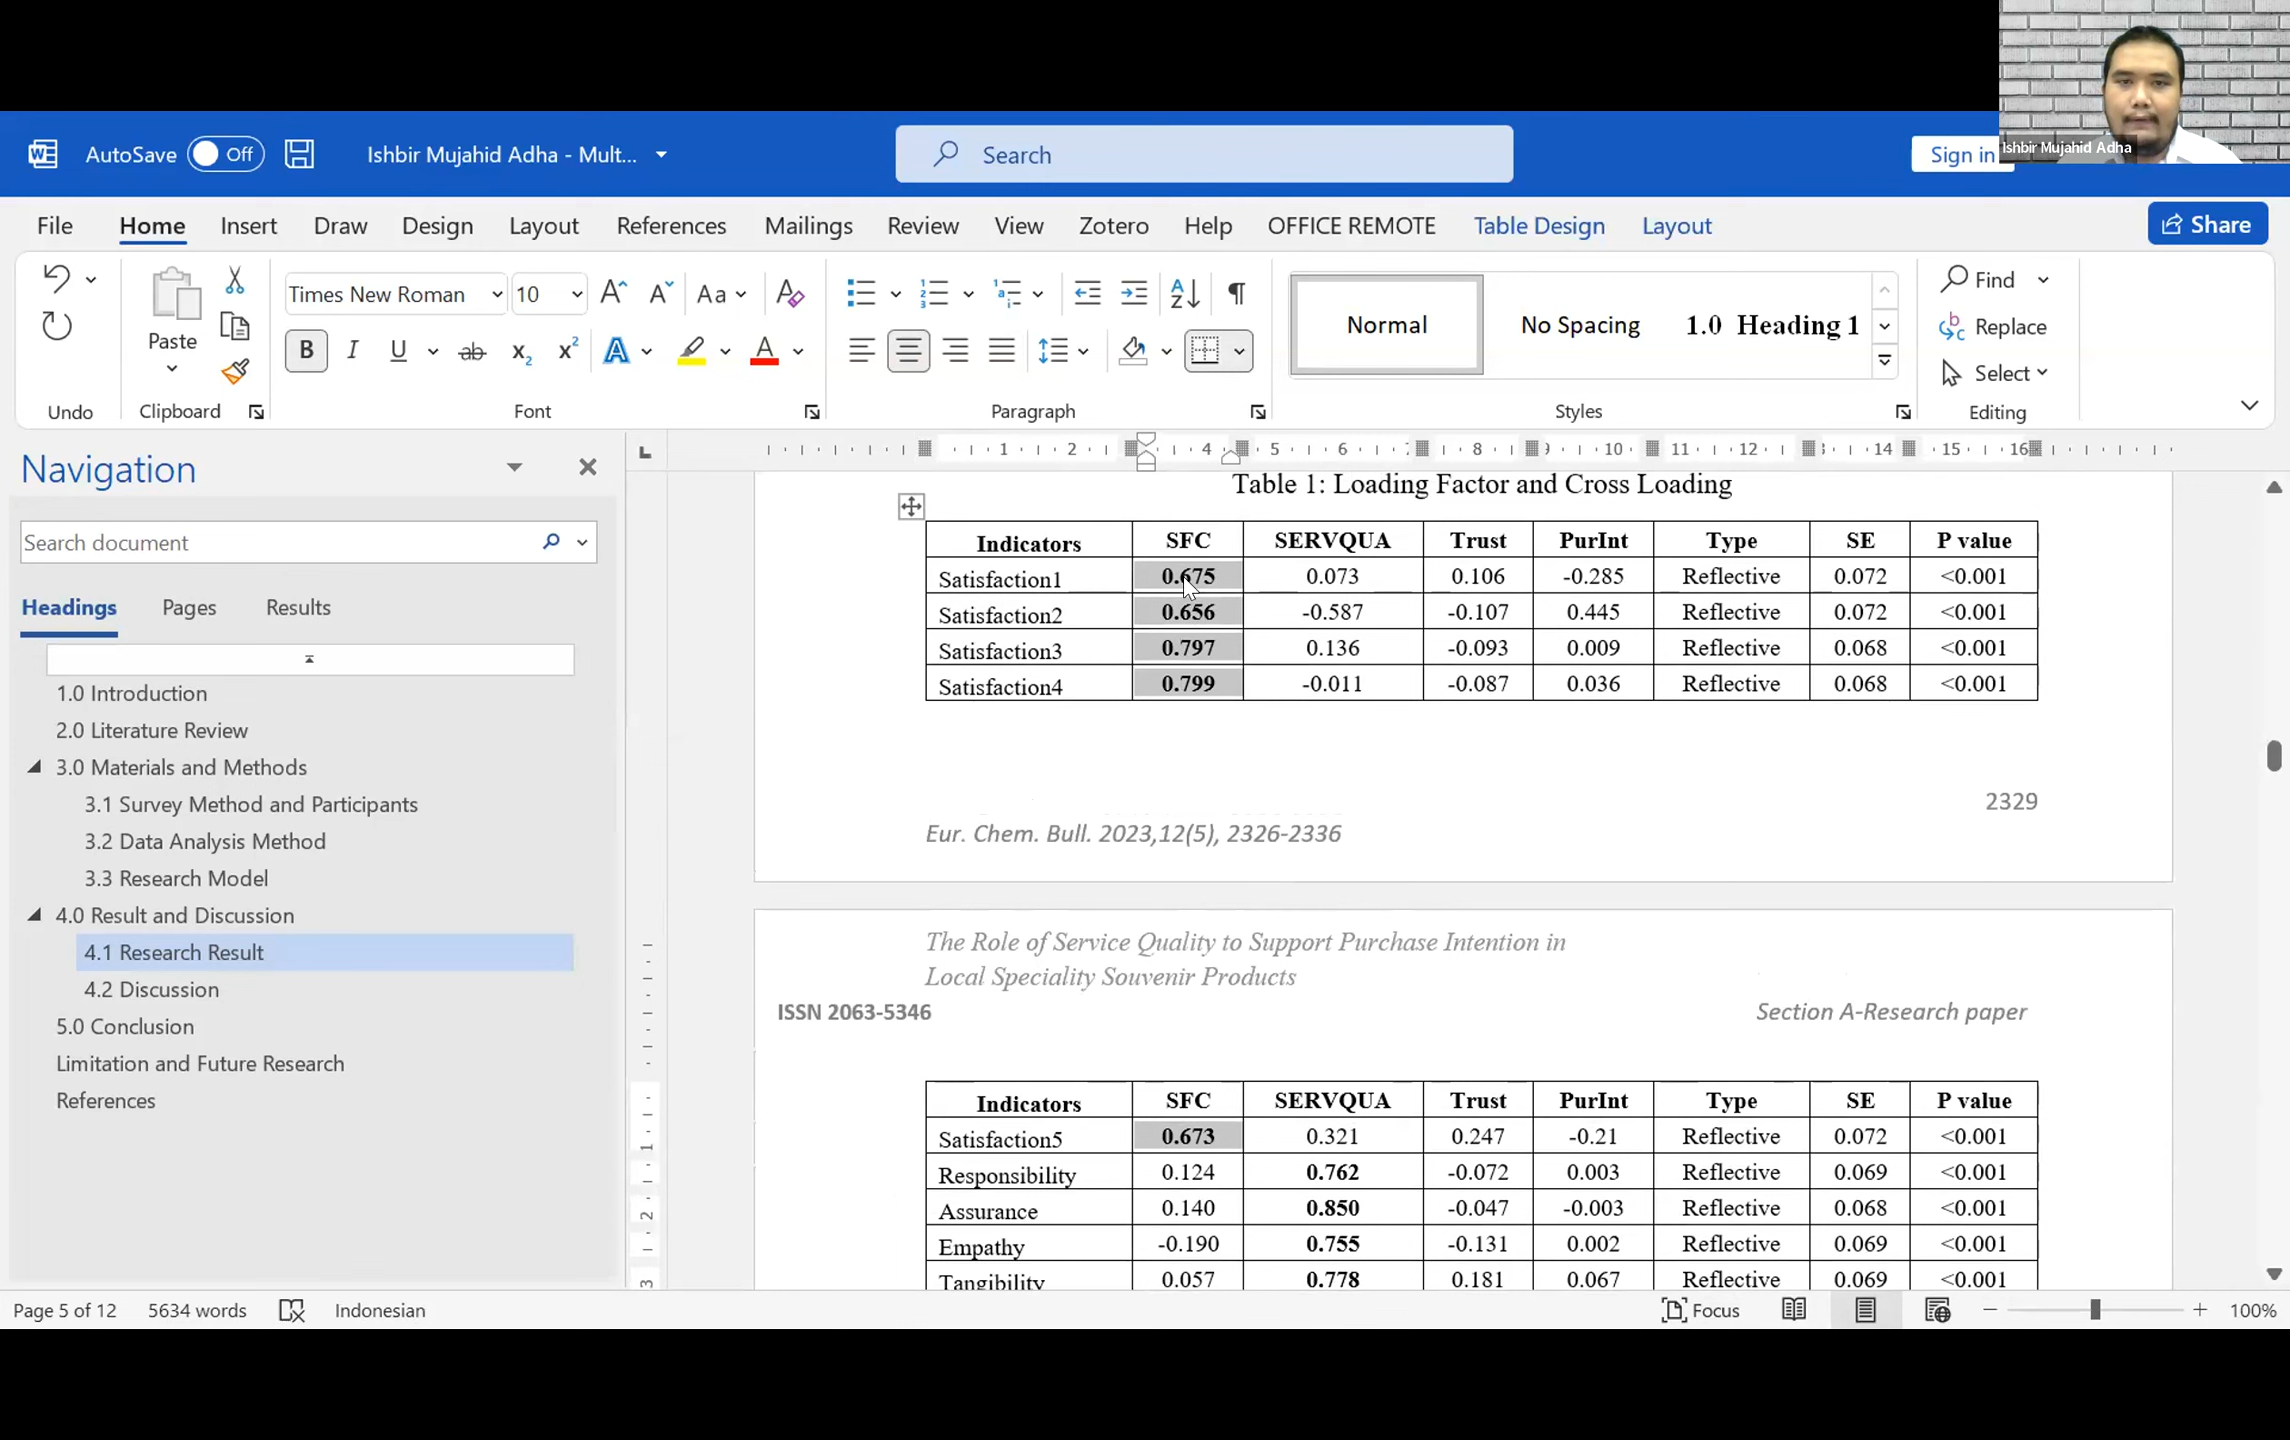 Ishbir Mujahid Adha
AutoSave Off Ishbir Mujahid Adha - Mult... Search Sign in
File Home Insert Draw Design Layout References Mailings Review View Zotero Help OFFICE REMOTE Table Design Layout Share
Paste
Times New Roman 10
Normal No Spacing 1.0 Heading 1
Find
Replace
Select
Undo Clipboard Font Paragraph Styles Editing
Navigation
Search document
Headings Pages Results
1.0 Introduction
2.0 Literature Review
3.0 Materials and Methods
3.1 Survey Method and Participants
3.2 Data Analysis Method
3.3 Research Model
4.0 Result and Discussion
4.1 Research Result
4.2 Discussion
5.0 Conclusion
Limitation and Future Research
References
1 2 4 5 6 8 10 11 12 14 15 16
Table 1: Loading Factor and Cross Loading
Indicators SFC SERVQUA Trust PurInt Type SE P value
Satisfaction1 0.675 0.073 0.106 -0.285 Reflective 0.072 <0.001
Satisfaction2 0.656 -0.587 -0.107 0.445 Reflective 0.072 <0.001
Satisfaction3 0.797 0.136 -0.093 0.009 Reflective 0.068 <0.001
Satisfaction4 0.799 -0.011 -0.087 0.036 Reflective 0.068 <0.001
2329
Eur. Chem. Bull. 2023,12(5), 2326-2336
The Role of Service Quality to Support Purchase Intention in
Local Speciality Souvenir Products
ISSN 2063-5346 Section A-Research paper
Indicators SFC SERVQUA Trust PurInt Type SE P value
Satisfaction5 0.673 0.321 0.247 -0.21 Reflective 0.072 <0.001
Responsibility 0.124 0.762 -0.072 0.003 Reflective 0.069 <0.001
Assurance 0.140 0.850 -0.047 -0.003 Reflective 0.068 <0.001
Empathy -0.190 0.755 -0.131 0.002 Reflective 0.069 <0.001
Tangibility 0.057 0.778 0.181 0.067 Reflective 0.069 <0.001
1
2
3
Page 5 of 12 5634 words Indonesian Focus 100%